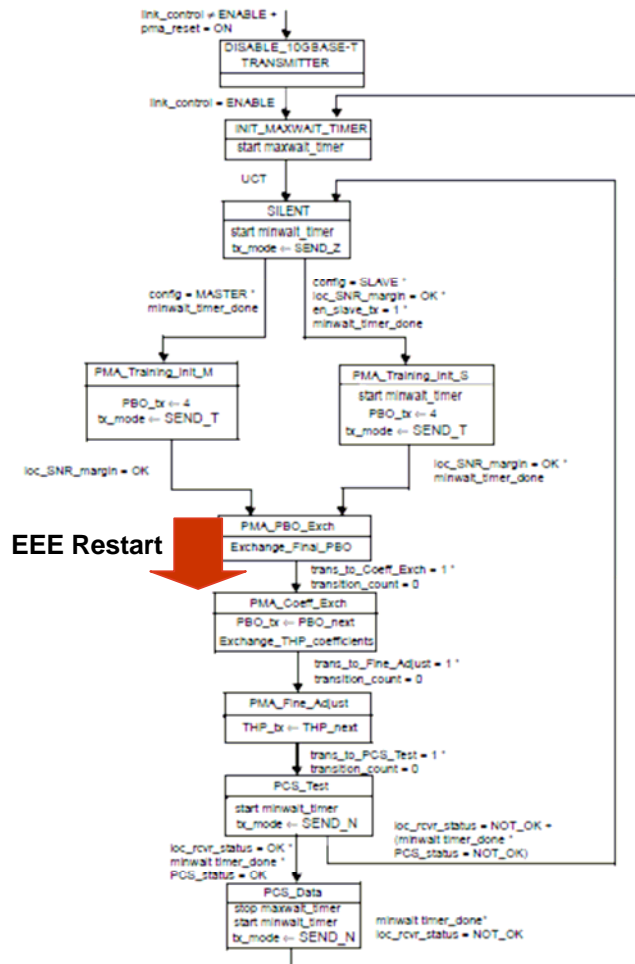 link_control ≠ ENABLE +
pma_reset = ON
DISABLE_10GBASE-T
TRANSMITTER
link_control = ENABLE
INIT_MAXWAIT_TIMER
start maxwait_timer
UCT
SILENT
start minwait_timer
tx_mode ← SEND_Z
config = MASTER *
minwait_timer_done
config = SLAVE *
loc_SNR_margin = OK *
en_slave_tx = 1 *
minwait_timer_done
PMA_Training_Init_M
PBO_tx ← 4
tx_mode ← SEND_T
PMA_Training_Init_S
start minwait_timer
PBO_tx ← 4
tx_mode ← SEND_T
loc_SNR_margin = OK
loc_SNR_margin = OK *
minwait_timer_done
EEE Restart
PMA_PBO_Exch
Exchange_Final_PBO
trans_to_Coeff_Exch = 1 *
transition_count = 0
PMA_Coeff_Exch
PBO_tx ← PBO_next
Exchange_THP_coefficients
trans_to_Fine_Adjust = 1 *
transition_count = 0
PMA_Fine_Adjust
THP_tx ← THP_next
trans_to_PCS_Test = 1 *
transition_count = 0
PCS_Test
start minwait_timer
tx_mode ← SEND_N
loc_rcvr_status = OK *
minwait timer_done *
PCS_status = OK
loc_rcvr_status = NOT_OK +
(minwait timer_done *
PCS_status = NOT_OK)
PCS_Data
stop maxwait_timer
start minwait_timer
tx_mode ← SEND_N
minwait timer_done*
loc_rcvr_status = NOT_OK